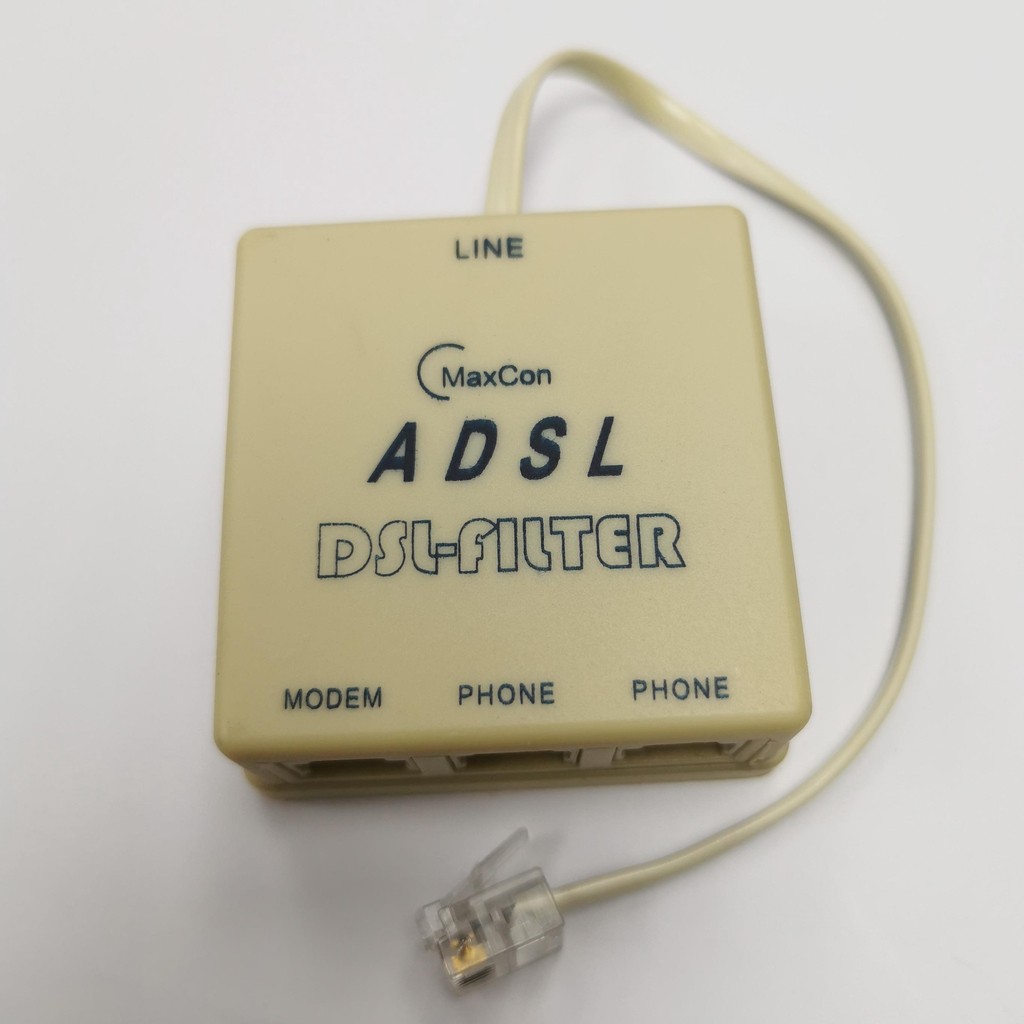 LINE
MaxCon
ADSL
DSL-FILTER
MODEM PHONE PHONE